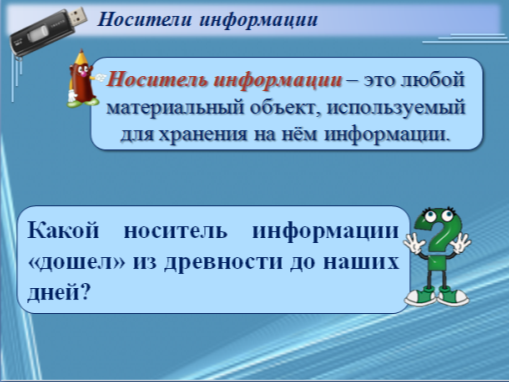 Носители информации
Носитель информации – это любой
материальный объект, используемый
для хранения на нём информации.
Какой носитель информации
«дошел» из древности до наших
дней?